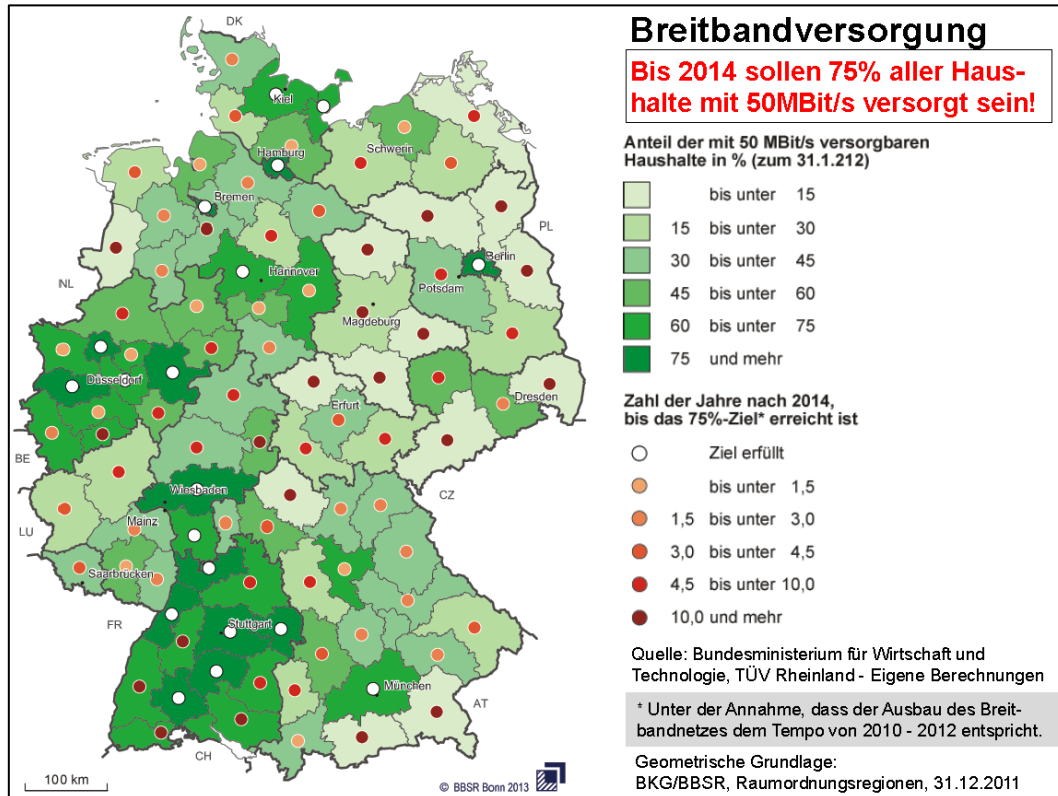 Breitbandversorgung
Bis 2014 sollen 75% aller Haus-
halte mit 50MBit/s versorgt sein!
Anteil der mit 50 MBit/s versorgbaren
Haushalte in % (zum 31.1.212)
bis unter 15
15 bis unter 30
30 bis unter 45
45 bis unter 60
60 bis unter 75
75 und mehr
Zahl der Jahre nach 2014,
bis das 75%-Ziel* erreicht ist
Ziel erfüllt
bis unter 1,5
1,5 bis unter 3,0
3,0 bis unter 4,5
4,5 bis unter 10,0
10,0 und mehr
Quelle: Bundesministerium für Wirtschaft und
Technologie, TÜV Rheinland - Eigene Berechnungen
* Unter der Annahme, dass der Ausbau des Breit-
bandnetzes dem Tempo von 2010 - 2012 entspricht.
Geometrische Grundlage:
BKG/BBSR, Raumordnungsregionen, 31.12.2011
DK
Kiel
Hamburg
Schwerin
Bremen
PL
Berlin
NL
Hannover
Potsdam
Magdeburg
Düsseldorf
Dresden
Erfurt
BE
Wiesbaden
CZ
LU
Mainz
Saarbrücken
FR
Stuttgart
München
AT
CH
100 km
© BBSR Bonn 2013